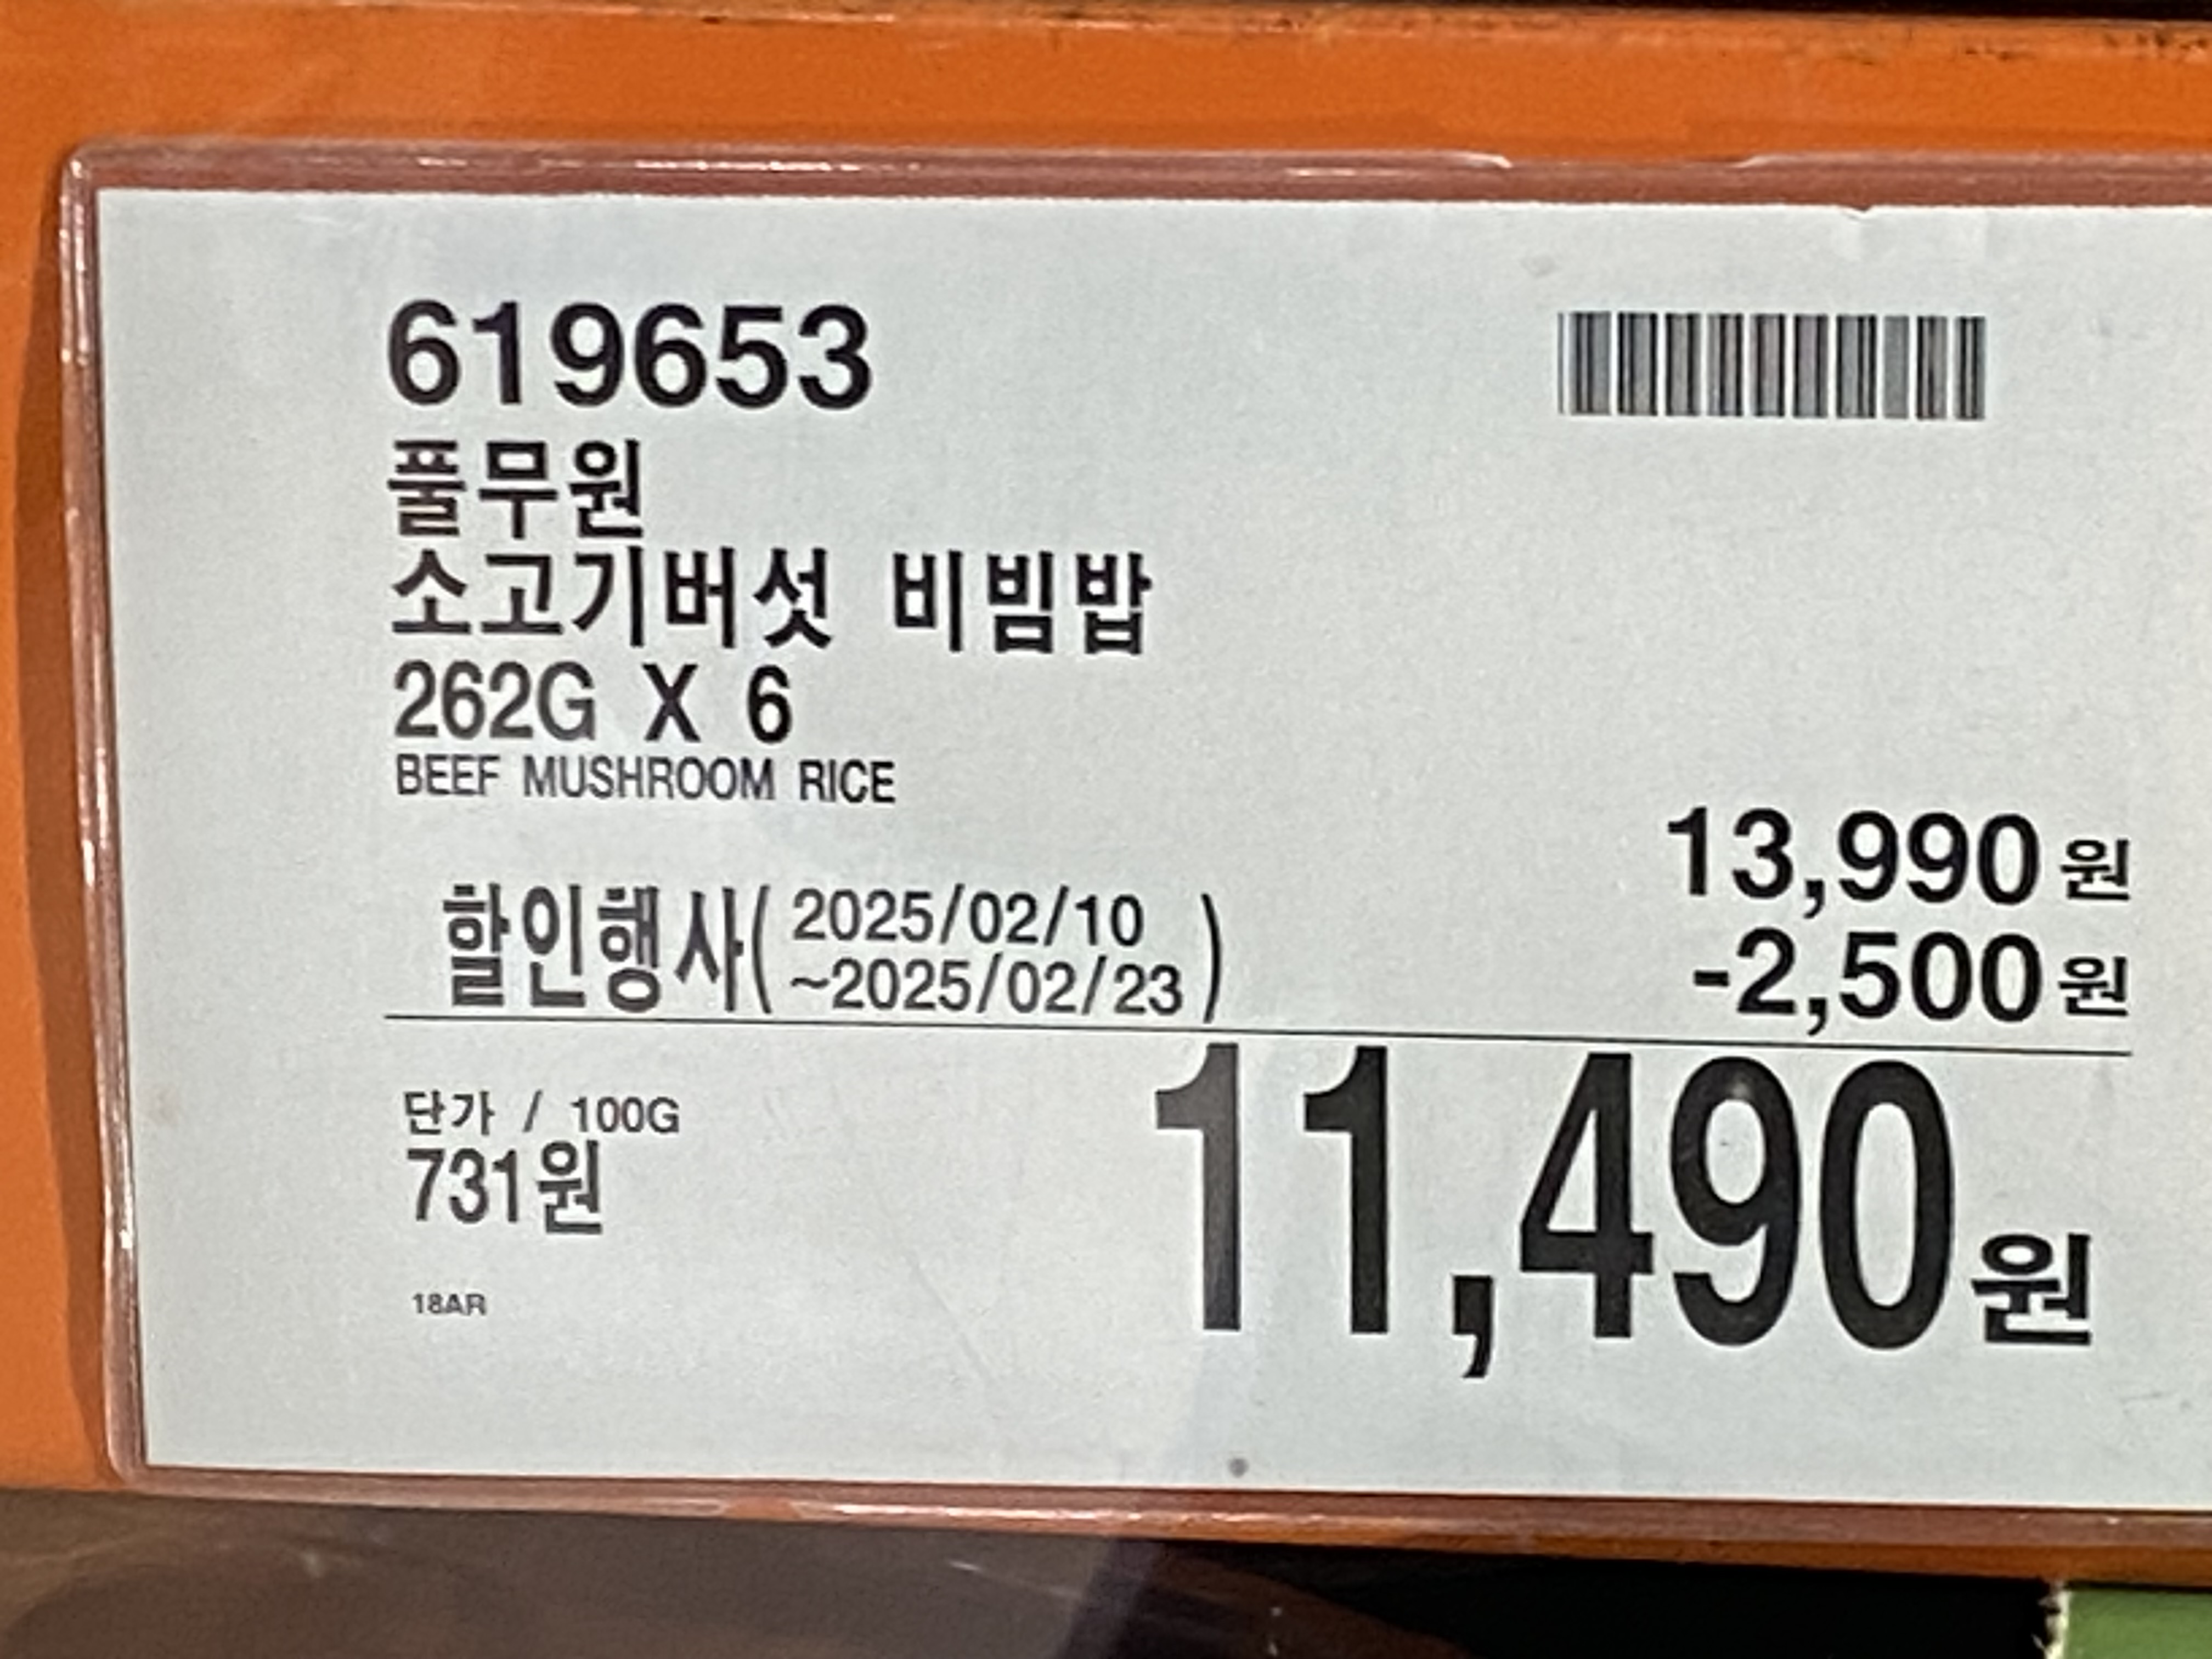 619653
풀무원
소고기버섯 비빔밥
262G X 6
BEEF MUSHROOM RICE
13,990원
할인행사( 2025/02/10
~2025/02/23 )
-2,500원
단가 / 100G
731원
11,490원
18AR